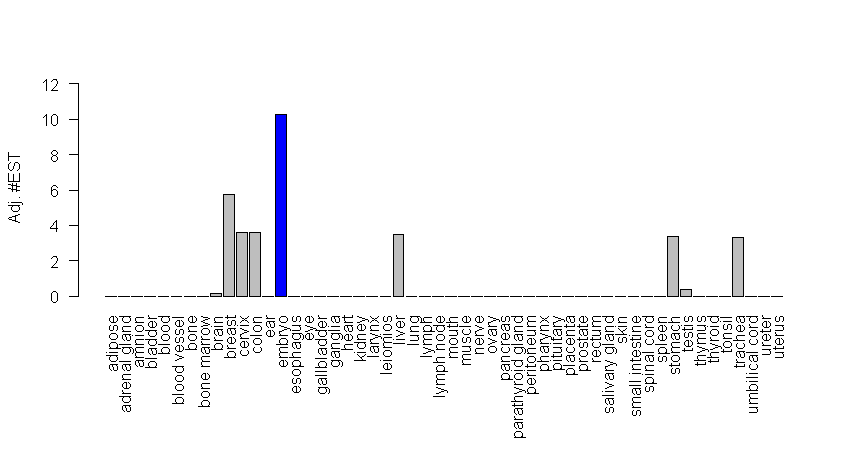 12
10
8
6
4
2
0
Adj. #EST
adipose
adrenal gland
amnion
bladder
blood
blood vessel
bone
bone marrow
brain
breast
cervix
colon
ear
embryo
esophagus
eye
gallbladder
ganglia
heart
kidney
larynx
leiomios
liver
lung
lymph
lymph node
mouth
muscle
nerve
ovary
pancreas
parathyroid gland
peritoneum
pharynx
pituitary
placenta
prostate
rectum
salivary gland
skin
small intestine
spinal cord
spleen
stomach
testis
thymus
thyroid
tonsil
trachea
umbilical cord
ureter
uterus